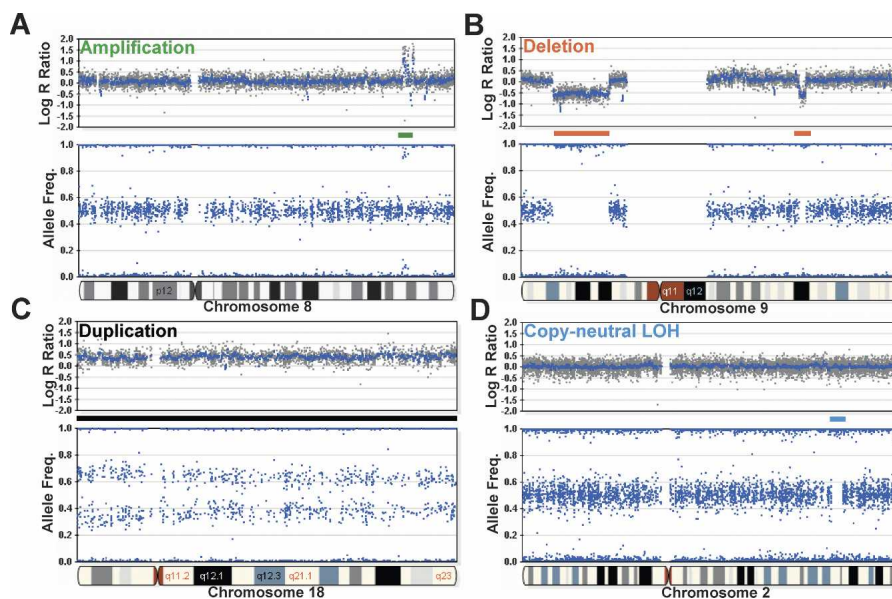 A
Amplification
Log R Ratio
2.0
1.5
1.0
0.5
0.0
-0.5
-1.0
-1.5
-2.0
Allele Freq.
1.0
0.8
0.6
0.4
0.2
0.0
p12
Chromosome 8
B
Deletion
Log R Ratio
2.0
1.5
1.0
0.5
0.0
-0.5
-1.0
-1.5
-2.0
Allele Freq.
1.0
0.8
0.6
0.4
0.2
0.0
q11 q12
Chromosome 9
C
Duplication
Log R Ratio
2.0
1.5
1.0
0.5
0.0
-0.5
-1.0
-1.5
-2.0
Allele Freq.
1.0
0.8
0.6
0.4
0.2
0.0
q11.2 q12.1 q12.3 q21.1 q23
Chromosome 18
D
Copy-neutral LOH
Log R Ratio
2.0
1.5
1.0
0.5
0.0
-0.5
-1.0
-1.5
-2.0
Allele Freq.
1.0
0.8
0.6
0.4
0.2
0.0
Chromosome 2